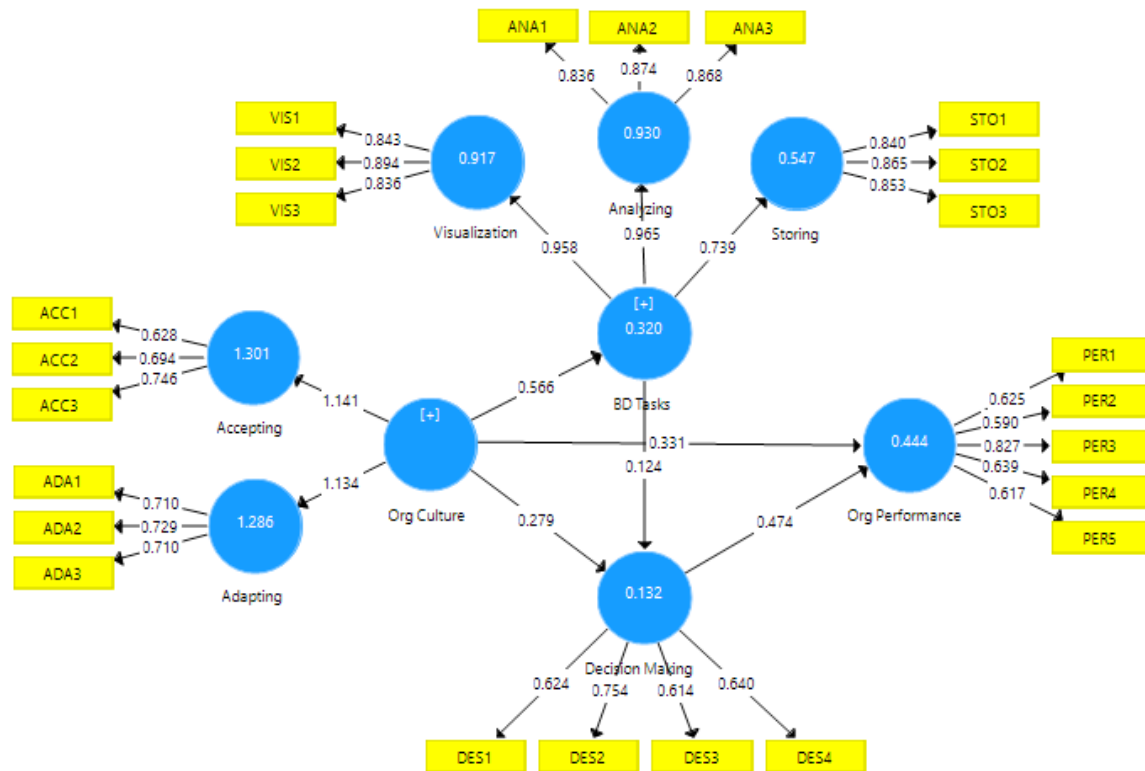 ANA1
ANA2
ANA3
0.836
0.874
0.868
VIS1
VIS2
VIS3
0.843
0.894
0.836
0.917
Visualization
0.930
Analyzing
0.547
Storing
0.840
0.865
0.853
STO1
STO2
STO3
0.958
0.965
0.739
[+]
0.320
BD Tasks
ACC1
ACC2
ACC3
0.628
0.694
0.746
1.301
Accepting
1.141
0.566
[+]
Org Culture
0.331
0.124
ADA1
ADA2
ADA3
0.710
0.729
0.710
1.286
Adapting
1.134
0.279
0.474
0.444
Org Performance
0.625
0.590
0.827
0.639
0.617
PER1
PER2
PER3
PER4
PER5
0.132
Decision Making
0.624
0.754
0.614
0.640
DES1
DES2
DES3
DES4